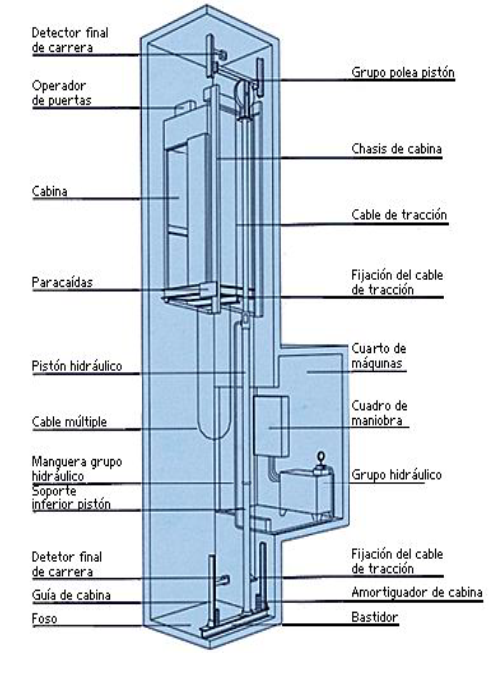 Detector final
de carrera
Operador
de puertas
Cabina
Paracaídas
Pistón hidráulico
Cable múltiple
Manguera grupo
hidráulico
Soporte
inferior pistón
Detetor final
de carrera
Guía de cabina
Foso
Grupo polea pistón
Chasis de cabina
Cable de tracción
Fijación del cable
de tracción
Cuarto de
máquinas
Cuadro de
maniobra
Grupo hidráulico
Fijación del cable
de tracción
Amortiguador de cabina
Bastidor